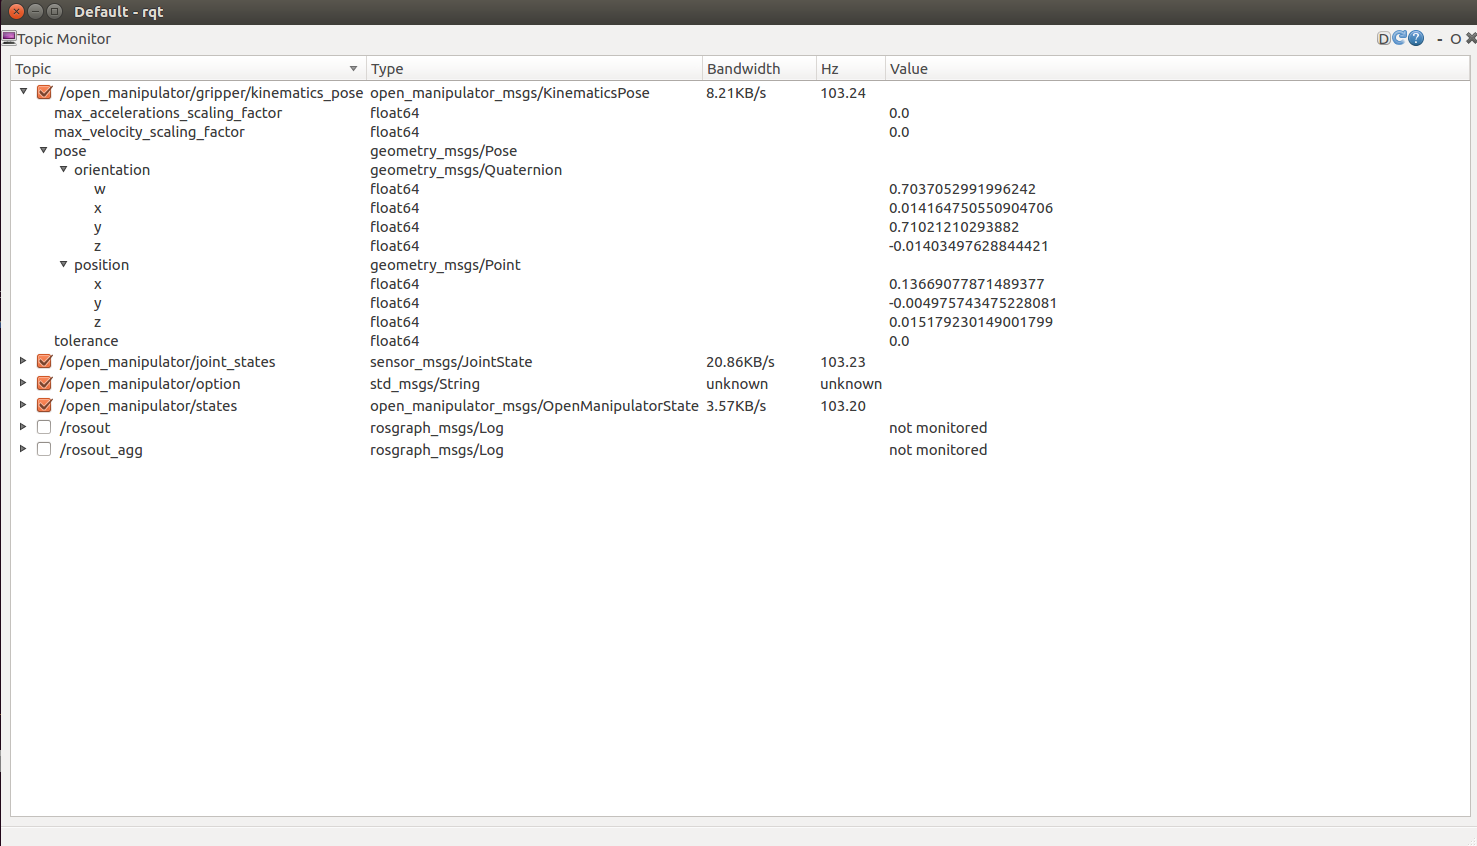 Default - rqt
Topic Monitor
D ? - O
Topic Type Bandwidth Hz Value
/open_manipulator/gripper/kinematics_pose open_manipulator_msgs/KinematicsPose 8.21KB/s 103.24
max_accelerations_scaling_factor float64 0.0
max_velocity_scaling_factor float64 0.0
pose geometry_msgs/Pose
orientation geometry_msgs/Quaternion
w float64 0.7037052991996242
x float64 0.014164750550904706
y float64 0.71021210293882
z float64 -0.01403497628844421
position geometry_msgs/Point
x float64 0.13669077871489377
y float64 -0.004975743475228081
z float64 0.015179230149001799
tolerance float64 0.0
/open_manipulator/joint_states sensor_msgs/JointState 20.86KB/s 103.23
/open_manipulator/option std_msgs/String unknown unknown
/open_manipulator/states open_manipulator_msgs/OpenManipulatorState 3.57KB/s 103.20
/rosout rosgraph_msgs/Log not monitored
/rosout_agg rosgraph_msgs/Log not monitored